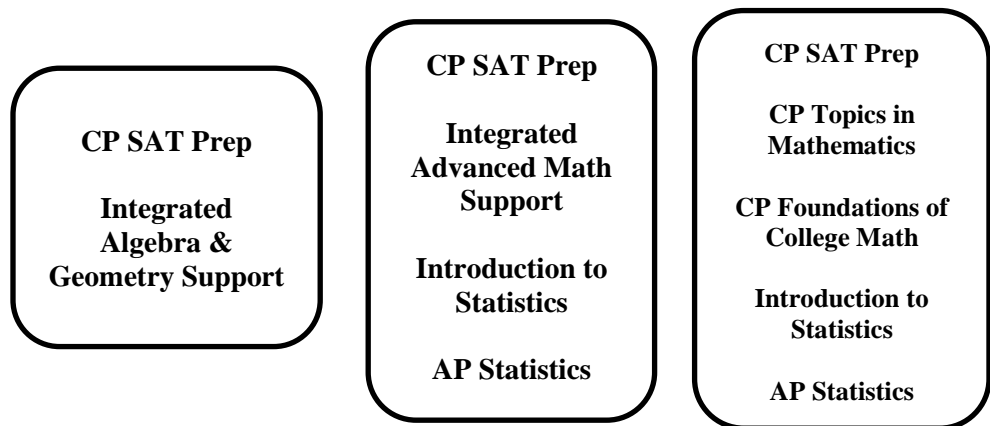 CP SAT Prep
Integrated
Algebra &
Geometry Support
CP SAT Prep
Integrated
Advanced Math
Support
Introduction to
Statistics
AP Statistics
CP SAT Prep
CP Topics in
Mathematics
CP Foundations of
College Math
Introduction to
Statistics
AP Statistics